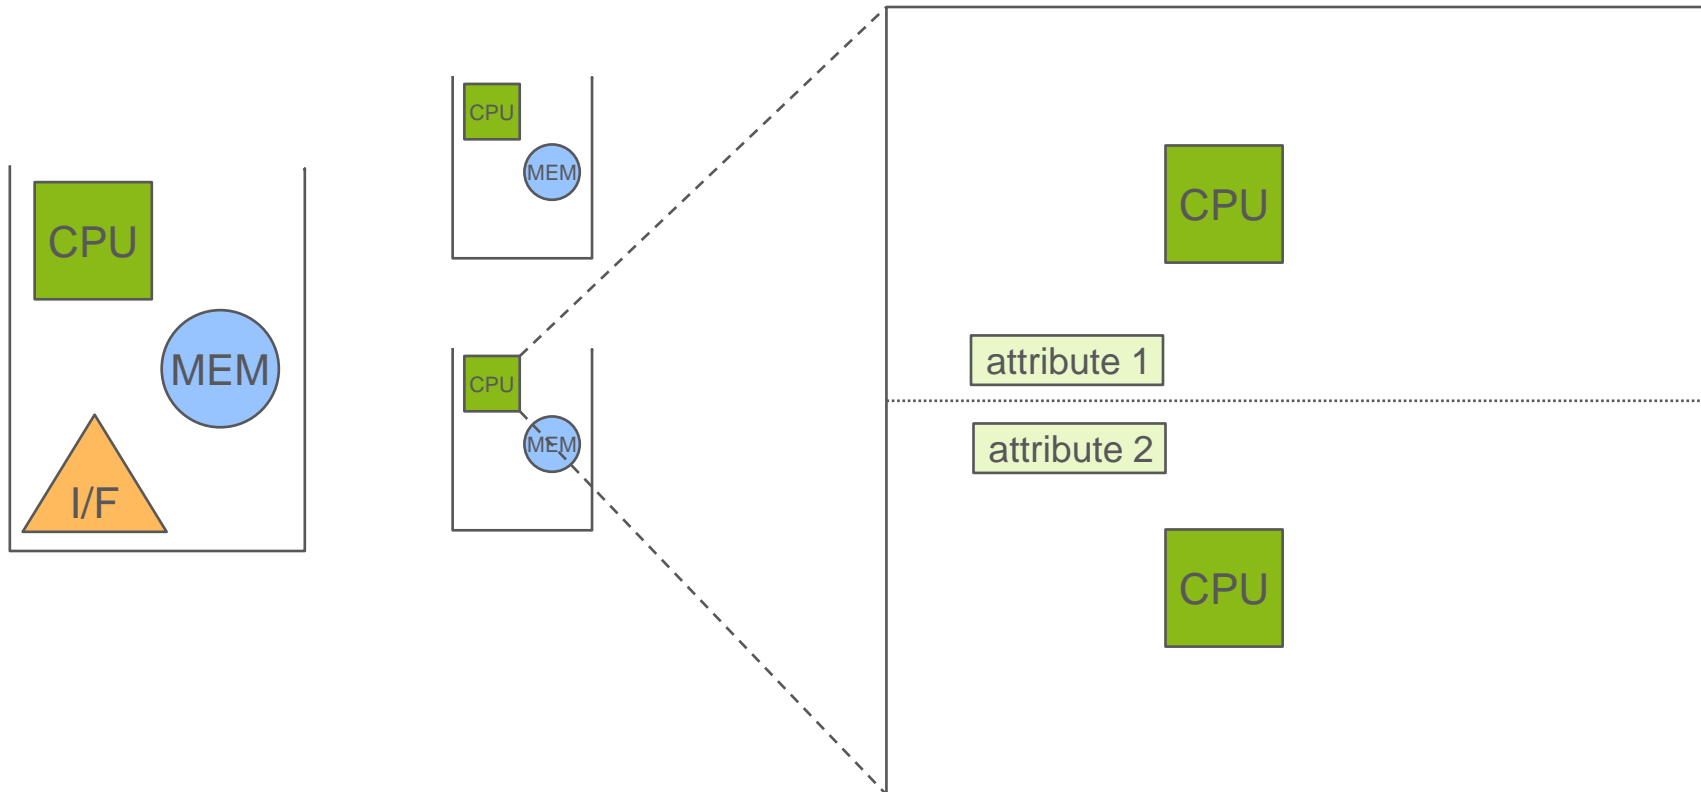 CPU
MEM
I/F
CPU
MEM
CPU
MEM
CPU
attribute 1
attribute 2
CPU